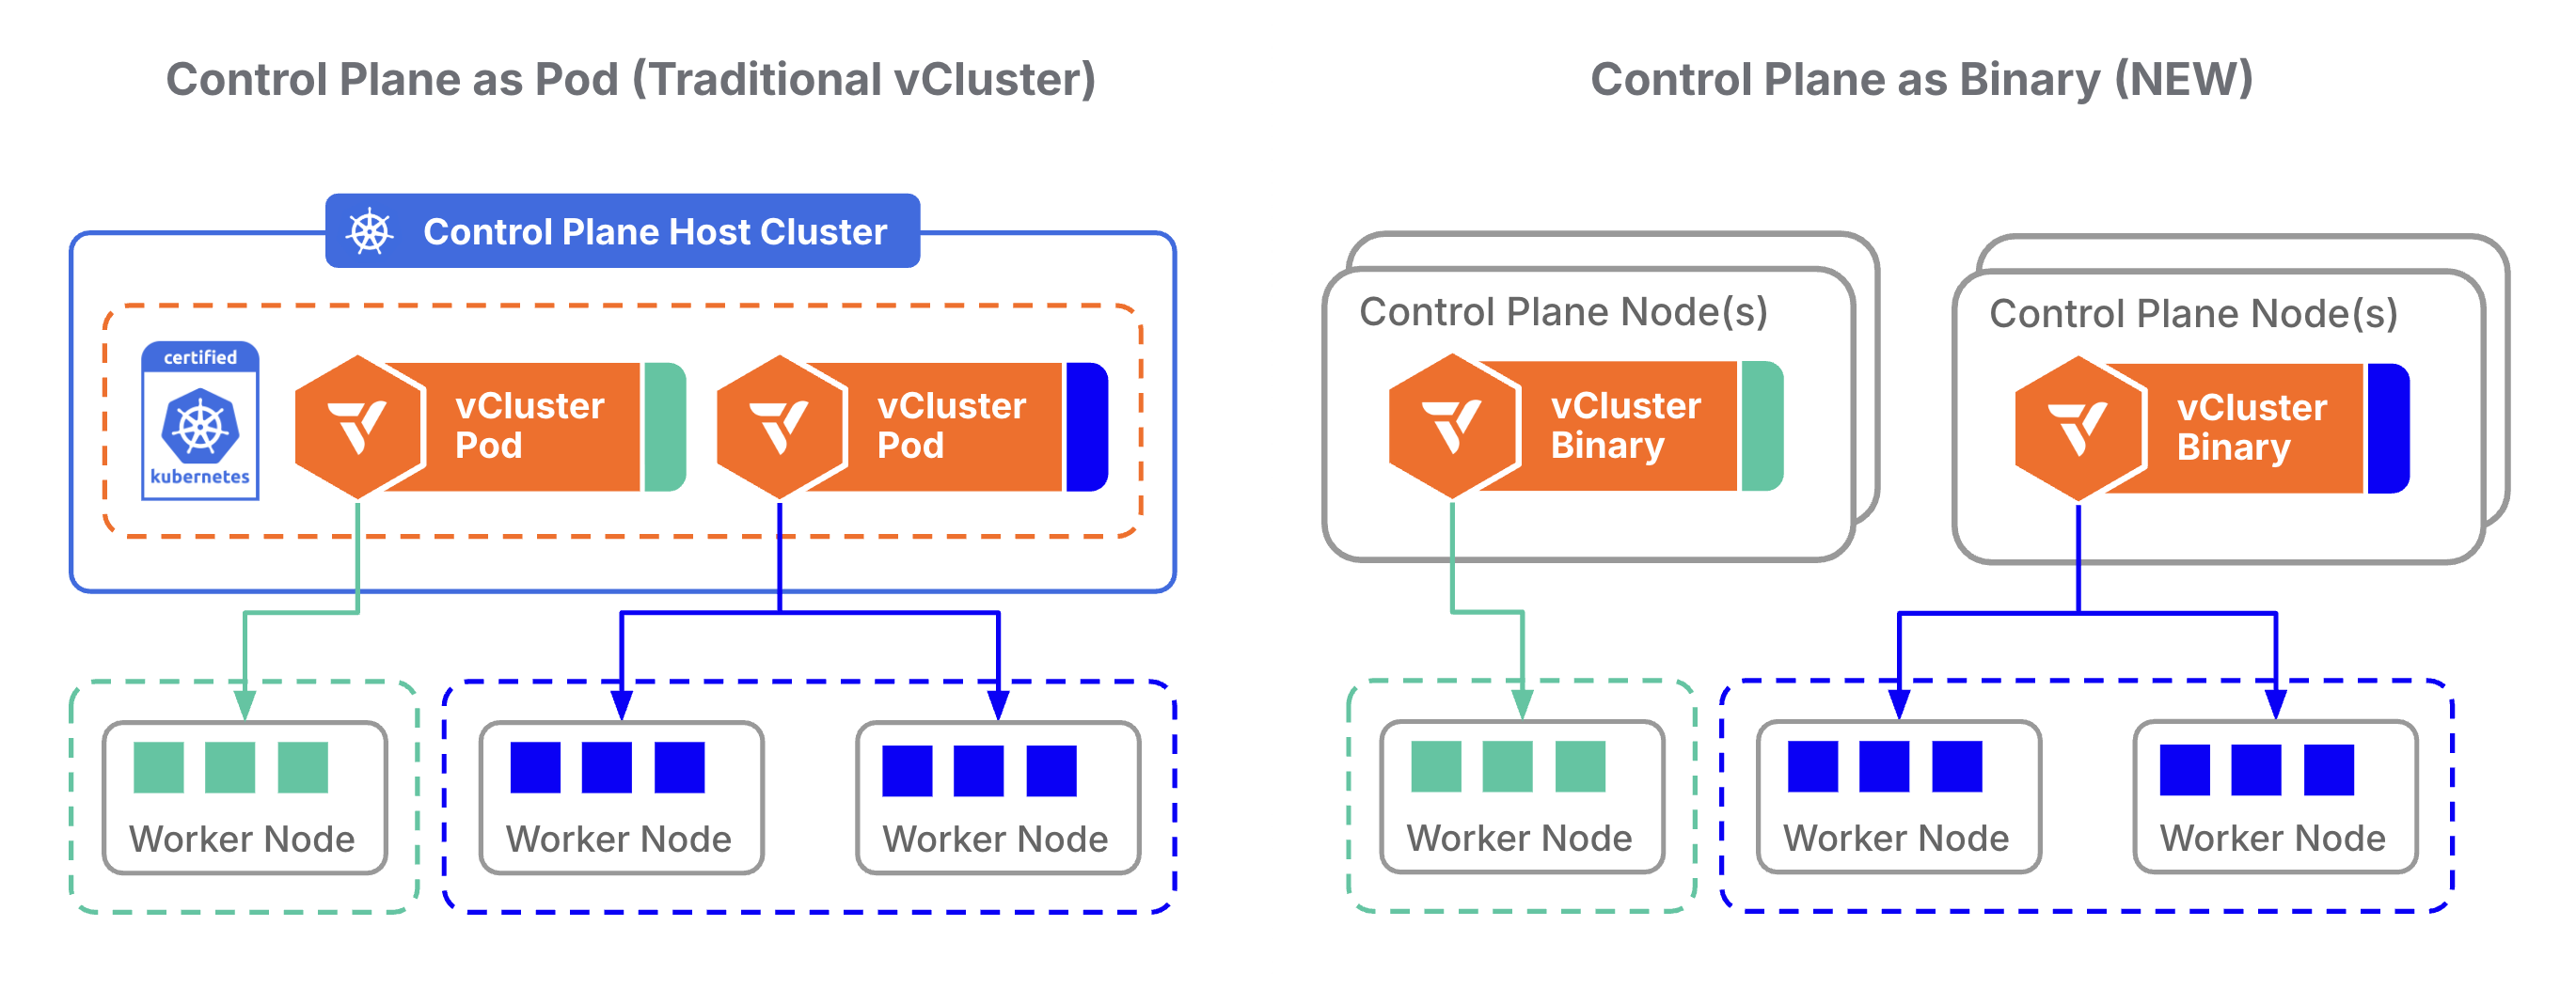 Control Plane as Pod (Traditional vCluster)
Control Plane Host Cluster
certified
kubernetes
vCluster
Pod
vCluster
Pod
Worker Node
Worker Node
Worker Node
Control Plane as Binary (NEW)
Control Plane Node(s)
vCluster
Binary
Control Plane Node(s)
vCluster
Binary
Worker Node
Worker Node
Worker Node